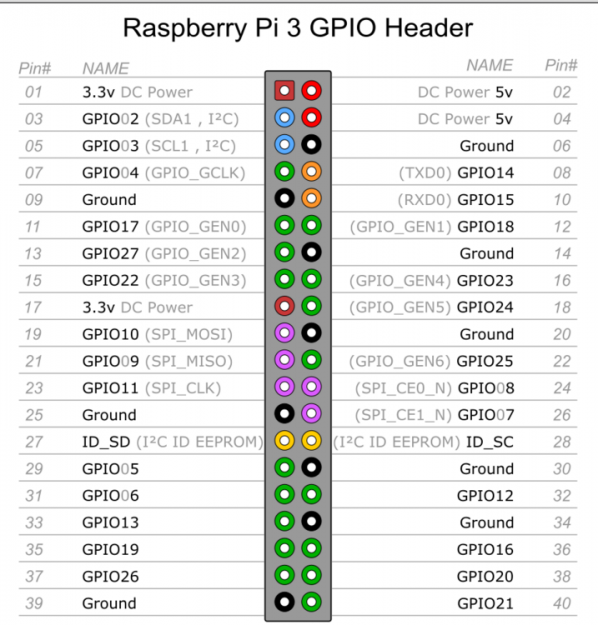 Raspberry Pi 3 GPIO Header
Pin# NAME NAME Pin#
01 3.3v DC Power DC Power 5v 02
03 GPIO02 (SDA1 , I²C) DC Power 5v 04
05 GPIO03 (SCL1 , I²C) Ground 06
07 GPIO04 (GPIO_GCLK) (TXD0) GPIO14 08
09 Ground (RXD0) GPIO15 10
11 GPIO17 (GPIO_GEN0) (GPIO_GEN1) GPIO18 12
13 GPIO27 (GPIO_GEN2) Ground 14
15 GPIO22 (GPIO_GEN3) (GPIO_GEN4) GPIO23 16
17 3.3v DC Power (GPIO_GEN5) GPIO24 18
19 GPIO10 (SPI_MOSI) Ground 20
21 GPIO09 (SPI_MISO) (GPIO_GEN6) GPIO25 22
23 GPIO11 (SPI_CLK) (SPI_CE0_N) GPIO08 24
25 Ground (SPI_CE1_N) GPIO07 26
27 ID_SD (I²C ID EEPROM) (I²C ID EEPROM) ID_SC 28
29 GPIO05 Ground 30
31 GPIO06 GPIO12 32
33 GPIO13 Ground 34
35 GPIO19 GPIO16 36
37 GPIO26 GPIO20 38
39 Ground GPIO21 40